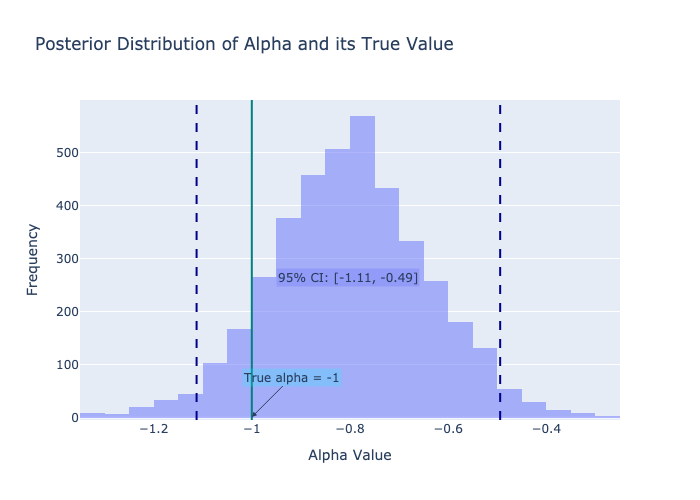 Posterior Distribution of Alpha and its True Value
500
400
300
200
100
0
Frequency
95% CI: [-1.11, -0.49]
True alpha = -1
−1.2
−1
−0.8
−0.6
−0.4
Alpha Value